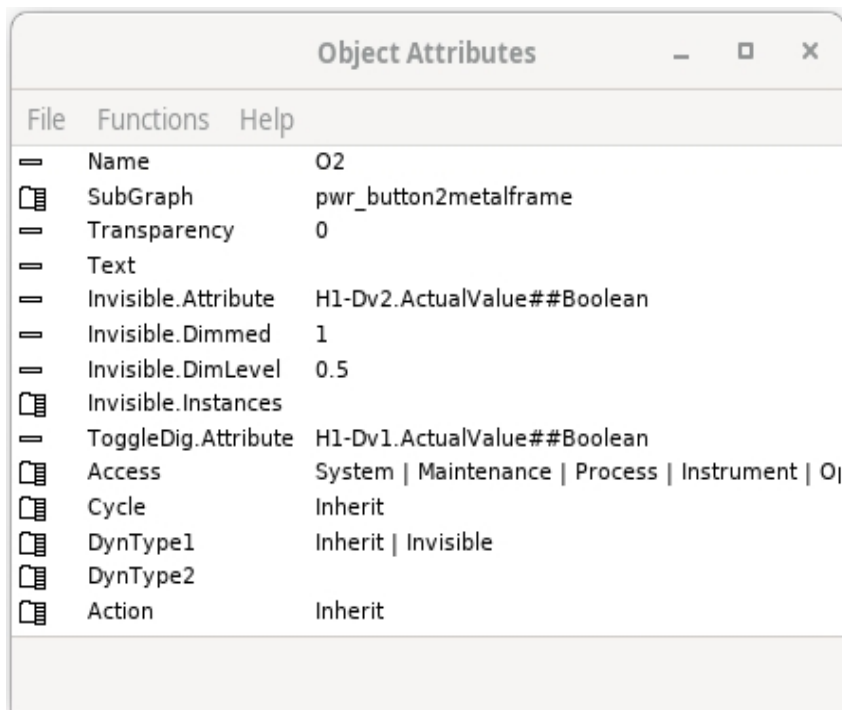 Object Attributes
File Functions Help
Name O2
SubGraph pwr_button2metalframe
Transparency 0
Text
Invisible.Attribute H1-Dv2.ActualValue##Boolean
Invisible.Dimmed 1
Invisible.DimLevel 0.5
Invisible.Instances
ToggleDig.Attribute H1-Dv1.ActualValue##Boolean
Access System | Maintenance | Process | Instrument |
Cycle Inherit
DynType1 Inherit | Invisible
DynType2
Action Inherit